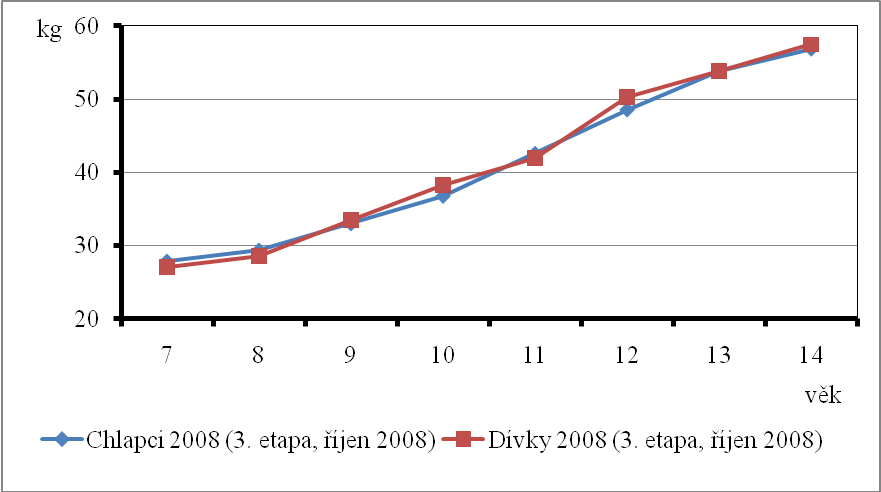 kg
60
50
40
30
20
7 8 9 10 11 12 13 14
věk
Chlapci 2008 (3. etapa, říjen 2008) Dívky 2008 (3. etapa, říjen 2008)